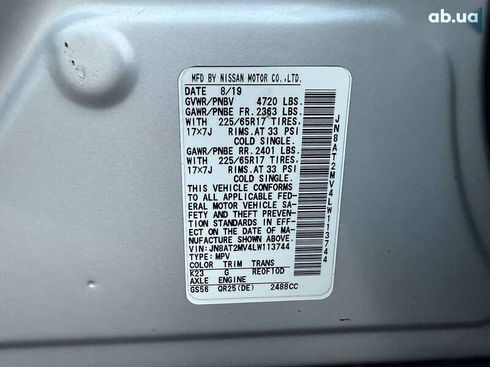 ab.ua
MFD BY NISSAN MOTOR CO.,LTD.
DATE 8/19
GVWR/PNBV 4720 LBS.
GAWR/PNBE FR. 2363 LBS.
WITH 225/65R17 TIRES,
17×7J RIMS, AT 33 PSI
COLD SINGLE.
GAWR/PNBE RR. 2401 LBS.
WITH 225/65R17 TIRES,
17×7J RIMS, AT 33 PSI
COLD SINGLE.
THIS VEHICLE CONFORMS
TO ALL APPLICABLE FED-
ERAL MOTOR VEHICLE SA-
FETY AND THEFT PREVEN-
TION STANDARDS IN EFF-
ECT ON THE DATE OF MA-
NUFACTURE SHOWN ABOVE.
VIN: JN8AT2MV4LW113744
TYPE: MPV
COLOR TRIM TRANS
K23 G RE0F10D
AXLE ENGINE
GS56 QR25(DE) 2488CC
JN8AT2MV4LW113744